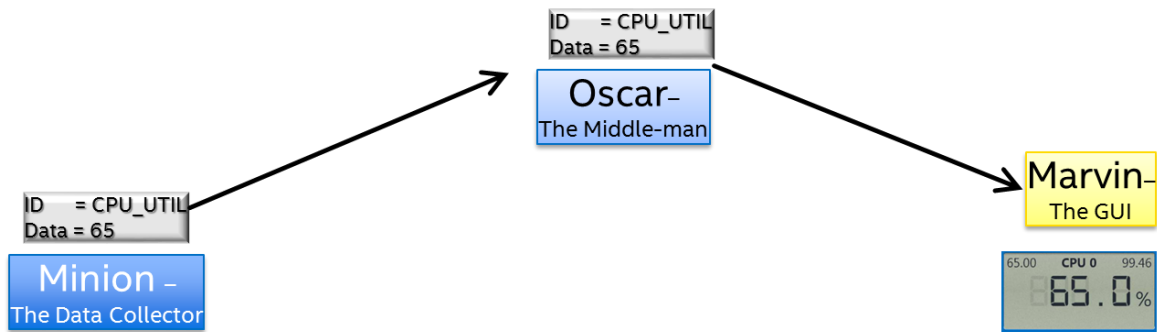 ID = CPU_UTIL
Data = 65
Oscar–
The Middle-man
ID = CPU_UTIL
Data = 65
Minion –
The Data Collector
Marvin–
The GUI
65.00 CPU 0 99.46
65.0 %